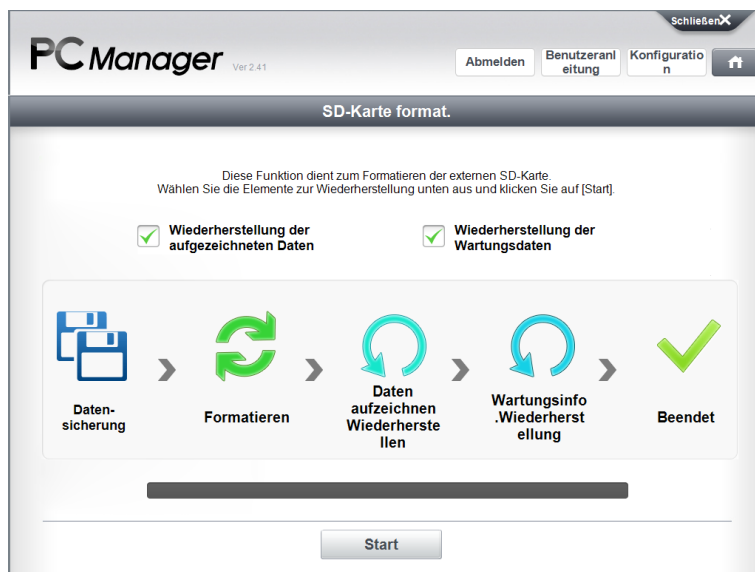 Schließen
PC Manager Ver 2.41
Abmelden
Benutzeranl
eitung
Konfiguratio
n
SD-Karte format.
Diese Funktion dient zum Formatieren der externen SD-Karte.
Wählen Sie die Elemente zur Wiederherstellung unten aus und klicken Sie auf [Start].
Wiederherstellung der
aufgezeichneten Daten
Wiederherstellung der
Wartungsdaten
Daten-
sicherung
Formatieren
Daten
aufzeichnen
Wiederherste
llen
Wartungsinfo
.Wiederherst
ellung
Beendet
Start